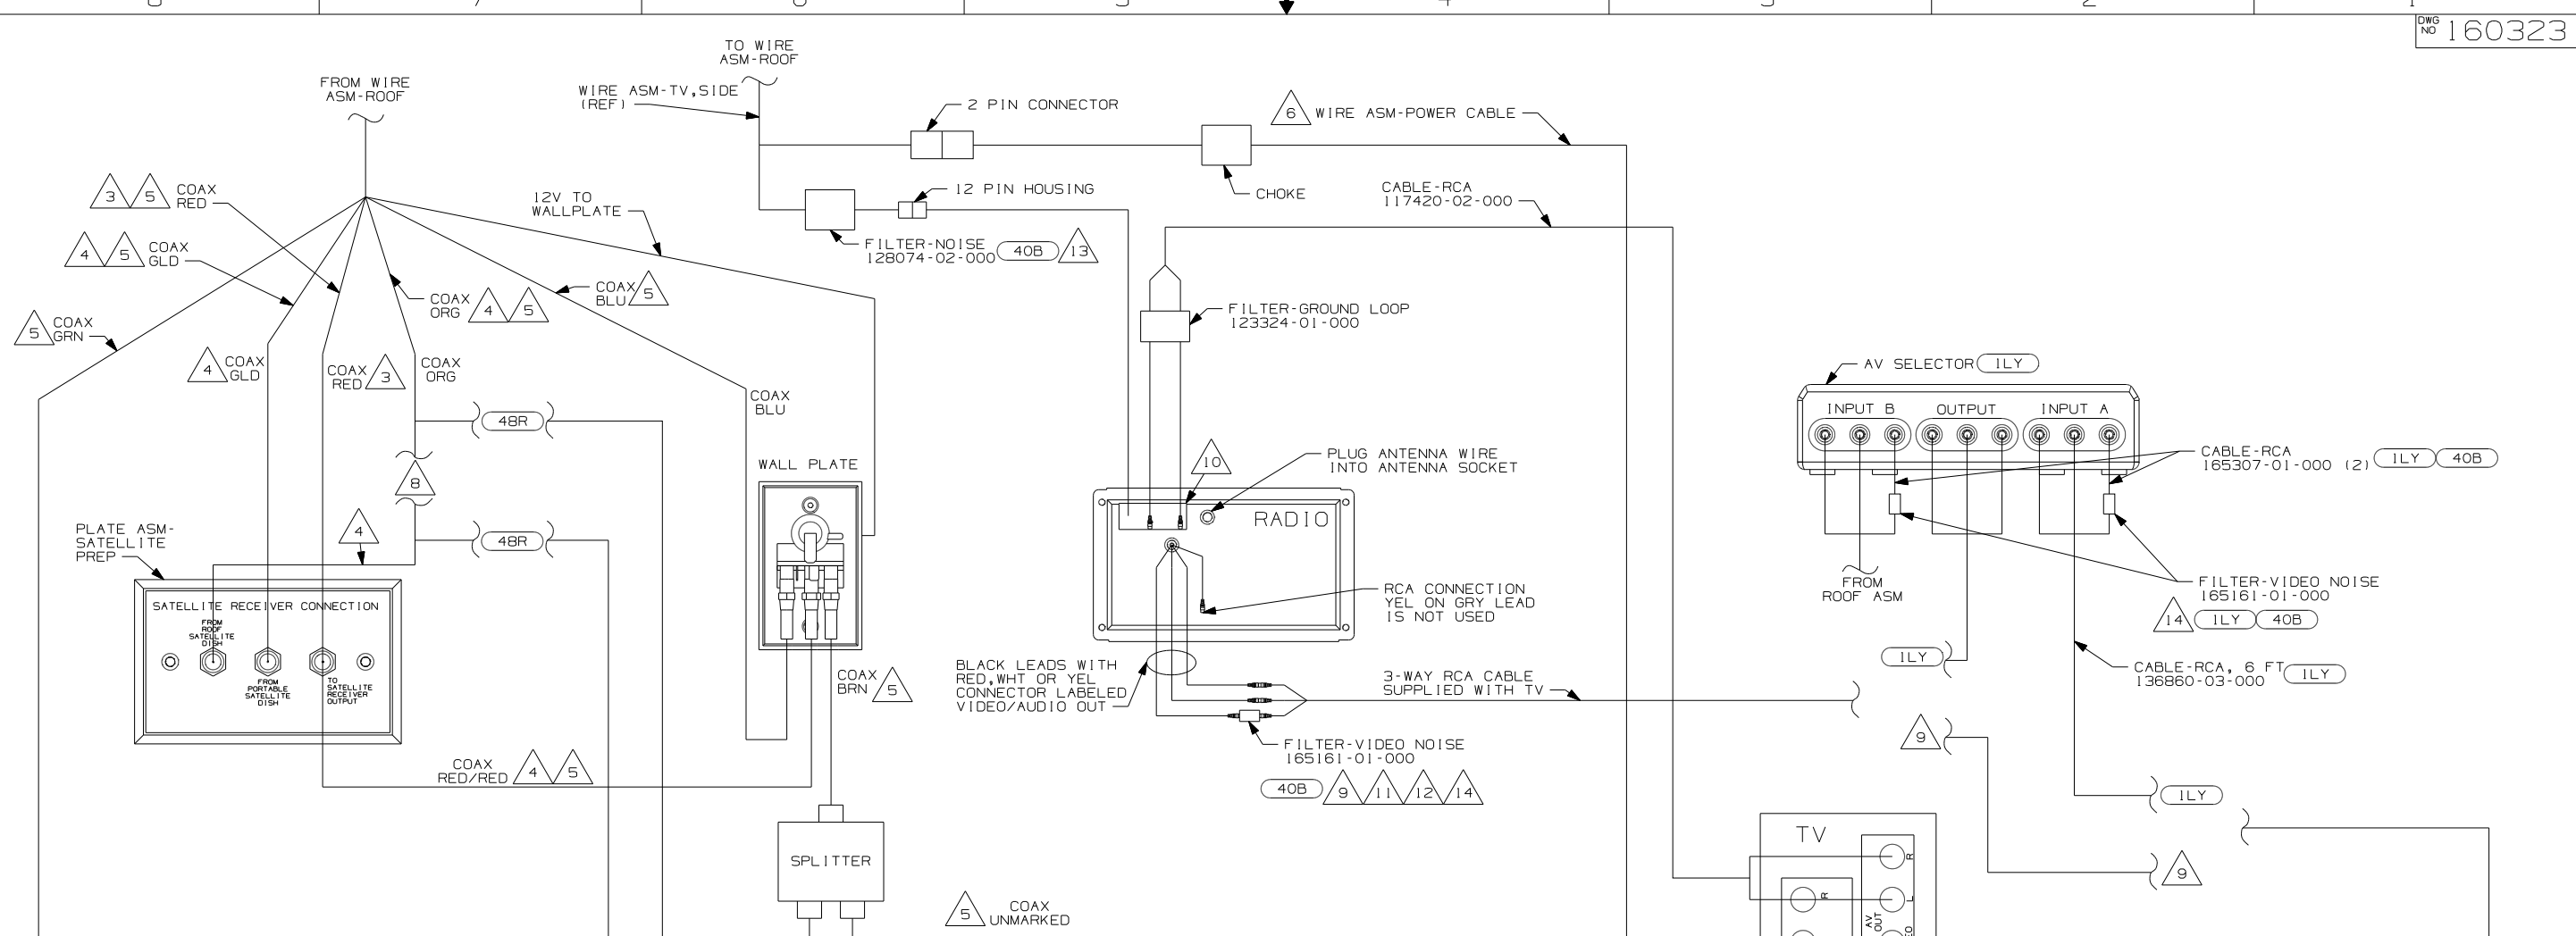 DWG
NO
160323
TO WIRE
ASM-ROOF
FROM WIRE
ASM-ROOF
WIRE ASM-TV,SIDE
(REF)
2 PIN CONNECTOR
6
WIRE ASM-POWER CABLE
CHOKE
12 PIN HOUSING
CABLE-RCA
117420-02-000
3
5
COAX
RED
12V TO
WALLPLATE
4
5
COAX
GLD
FILTER-NOISE
128074-02-000
40B
13
COAX
BLU
5
COAX
ORG
4
5
5
COAX
GRN
FILTER-GROUND LOOP
123324-01-000
4
COAX
GLD
COAX
RED
3
COAX
ORG
COAX
BLU
48R
8
48R
4
WALL PLATE
PLATE ASM-
SATELLITE
PREP
SATELLITE RECEIVER CONNECTION
FROM
ROOF
SATELLITE
DISH
FROM
PORTABLE
SATELLITE
DISH
TO
SATELLITE
RECEIVER
OUTPUT
COAX
RED/RED
4
5
COAX
BRN
5
SPLITTER
5
COAX
UNMARKED
10
PLUG ANTENNA WIRE
INTO ANTENNA SOCKET
RADIO
RCA CONNECTION
YEL ON GRY LEAD
IS NOT USED
BLACK LEADS WITH
RED,WHT OR YEL
CONNECTOR LABELED
VIDEO/AUDIO OUT
3-WAY RCA CABLE
SUPPLIED WITH TV
FILTER-VIDEO NOISE
165161-01-000
40B
9
11
12
14
AV SELECTOR
1LY
INPUT B
OUTPUT
INPUT A
CABLE-RCA
165307-01-000 (2)
1LY
40B
FROM
ROOF ASM
FILTER-VIDEO NOISE
165161-01-000
14
1LY
40B
1LY
CABLE-RCA, 6 FT
136860-03-000
1LY
9
1LY
9
TV
R
R
L
AV
OUT